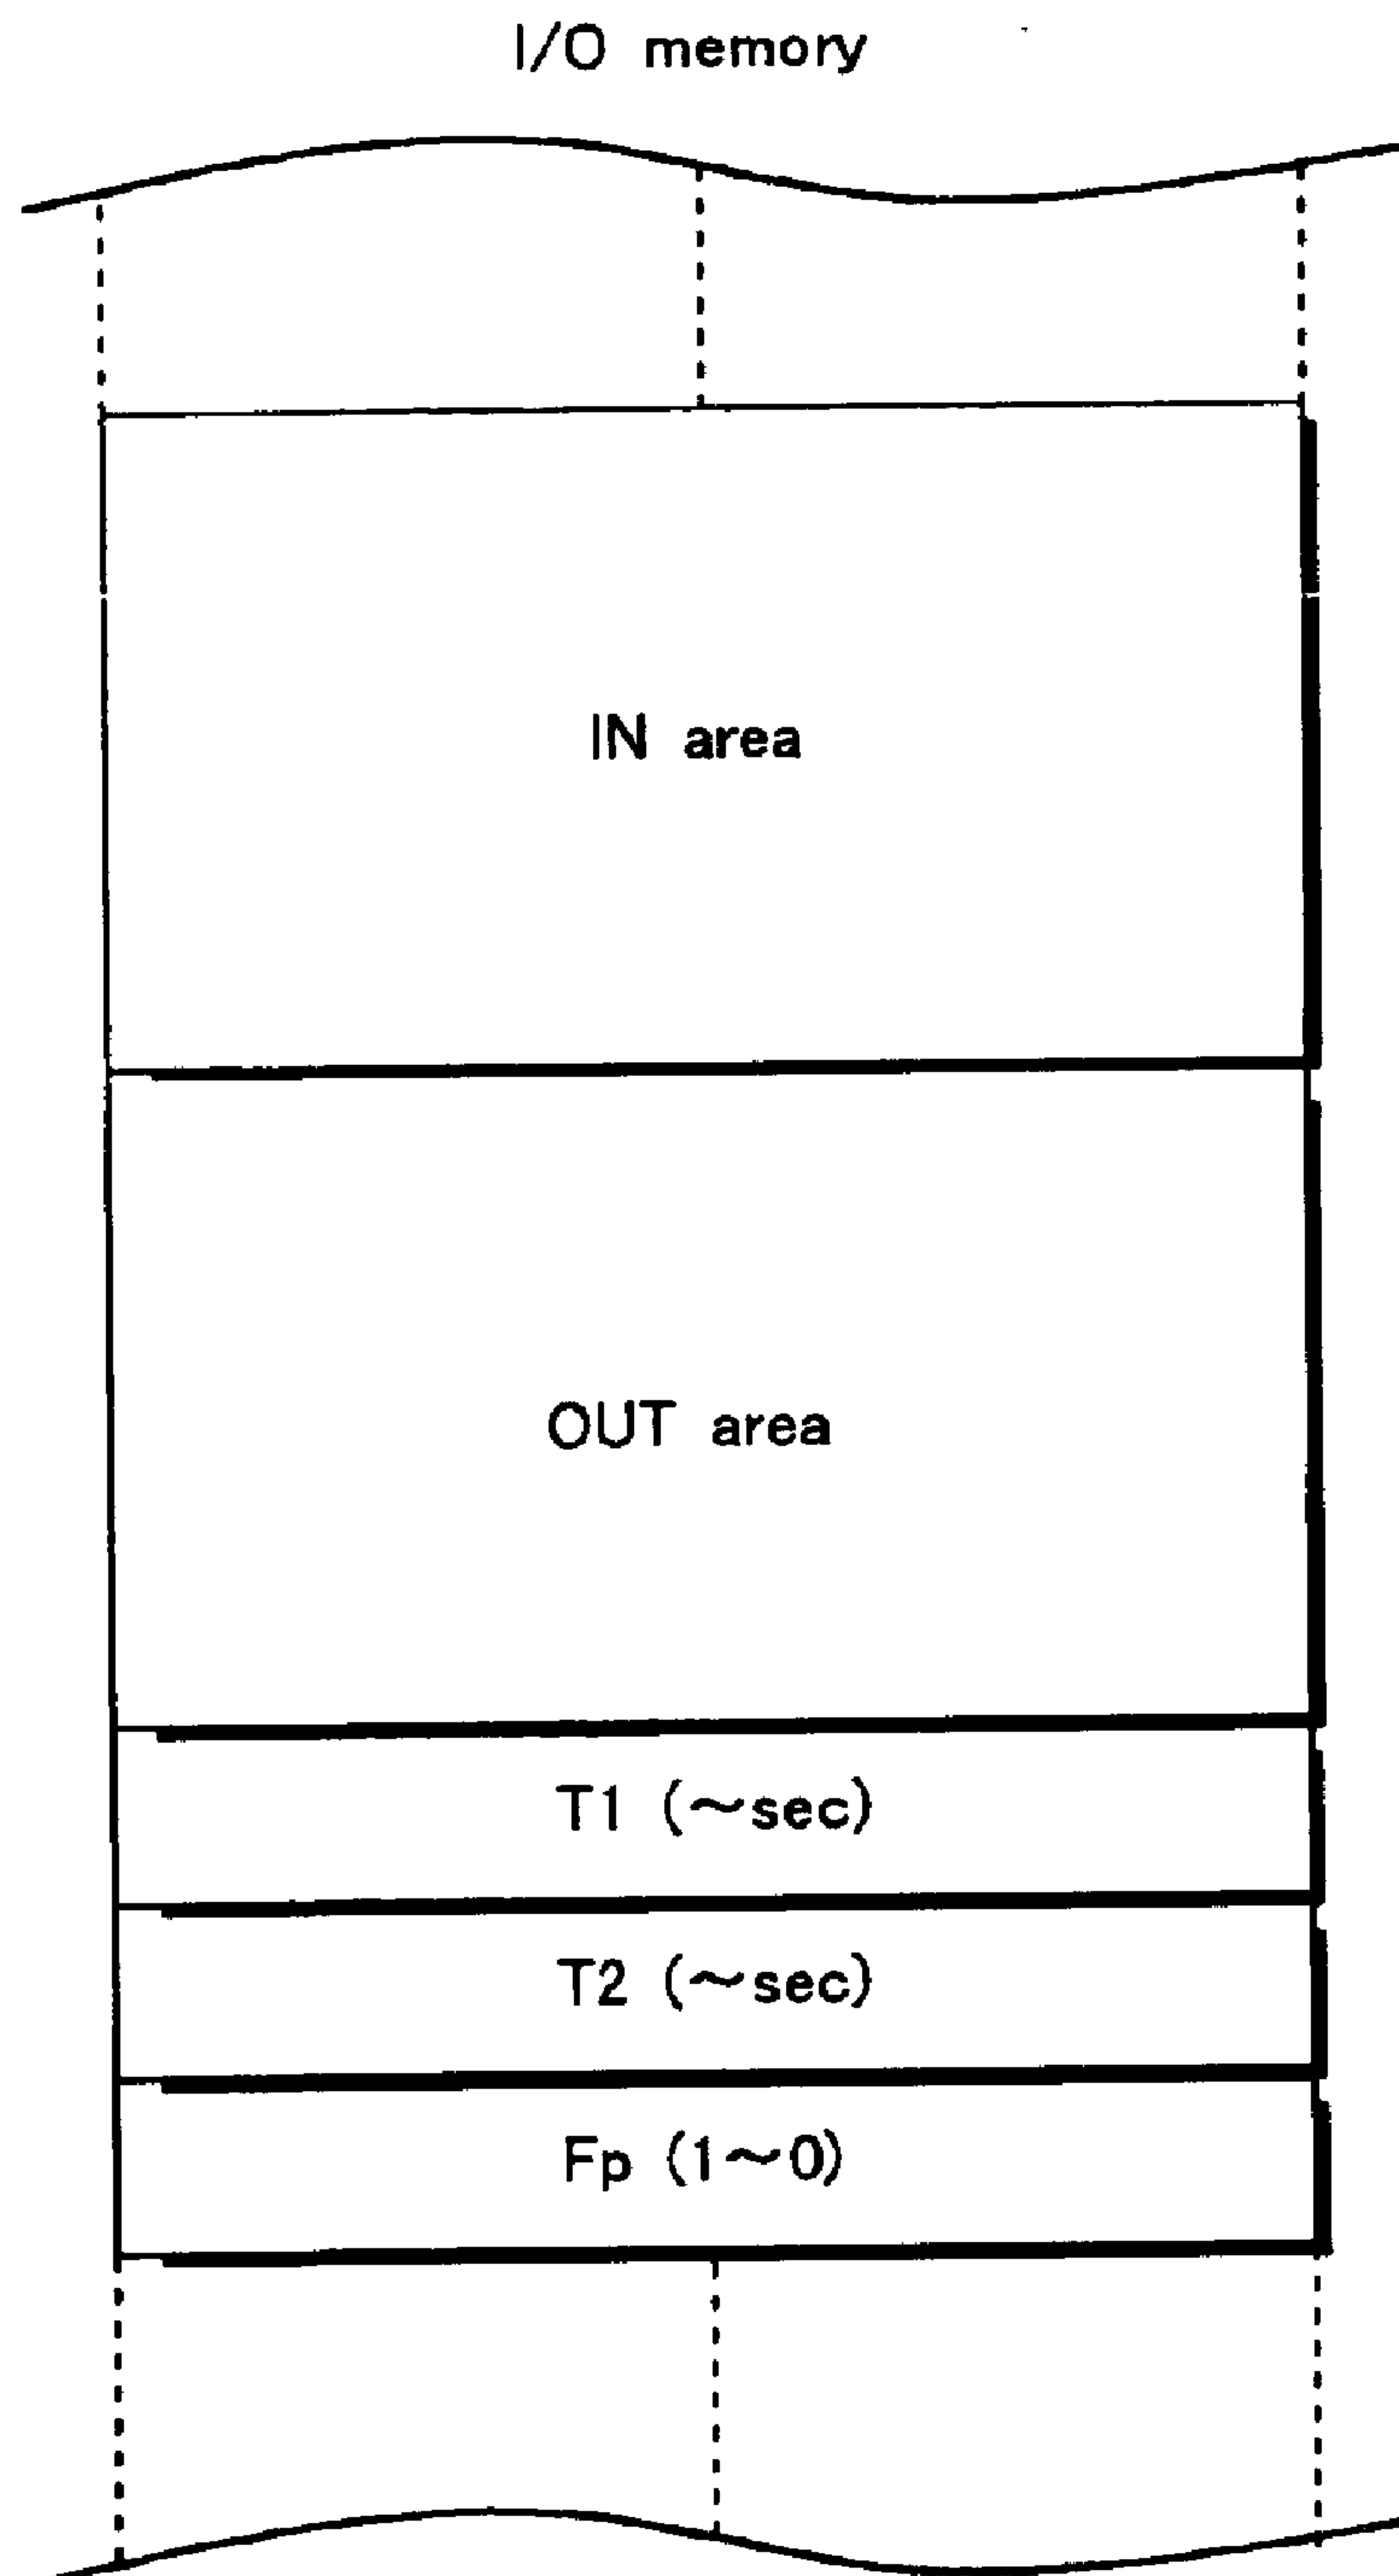 I/O memory
IN area
OUT area
T1 (~sec)
T2 (~sec)
Fp (1~0)